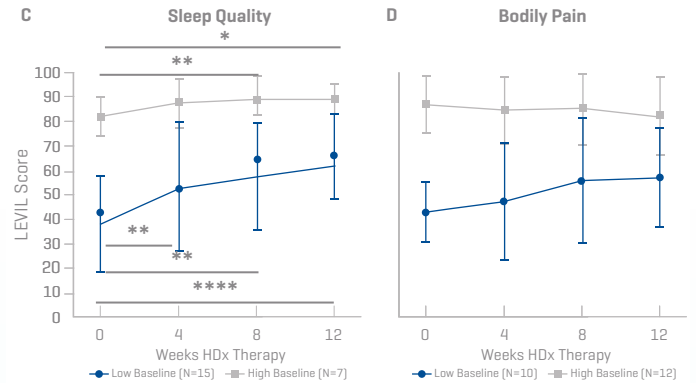 C Sleep Quality
*
**
100
90
80
70
60
50
40
30
20
10
0
LEVIL Score
**
**
****
0 4 8 12
Weeks HDx Therapy
Low Baseline (N=15) High Baseline (N=7)
D Bodily Pain
0 4 8 12
Weeks HDx Therapy
Low Baseline (N=10) High Baseline (N=12)